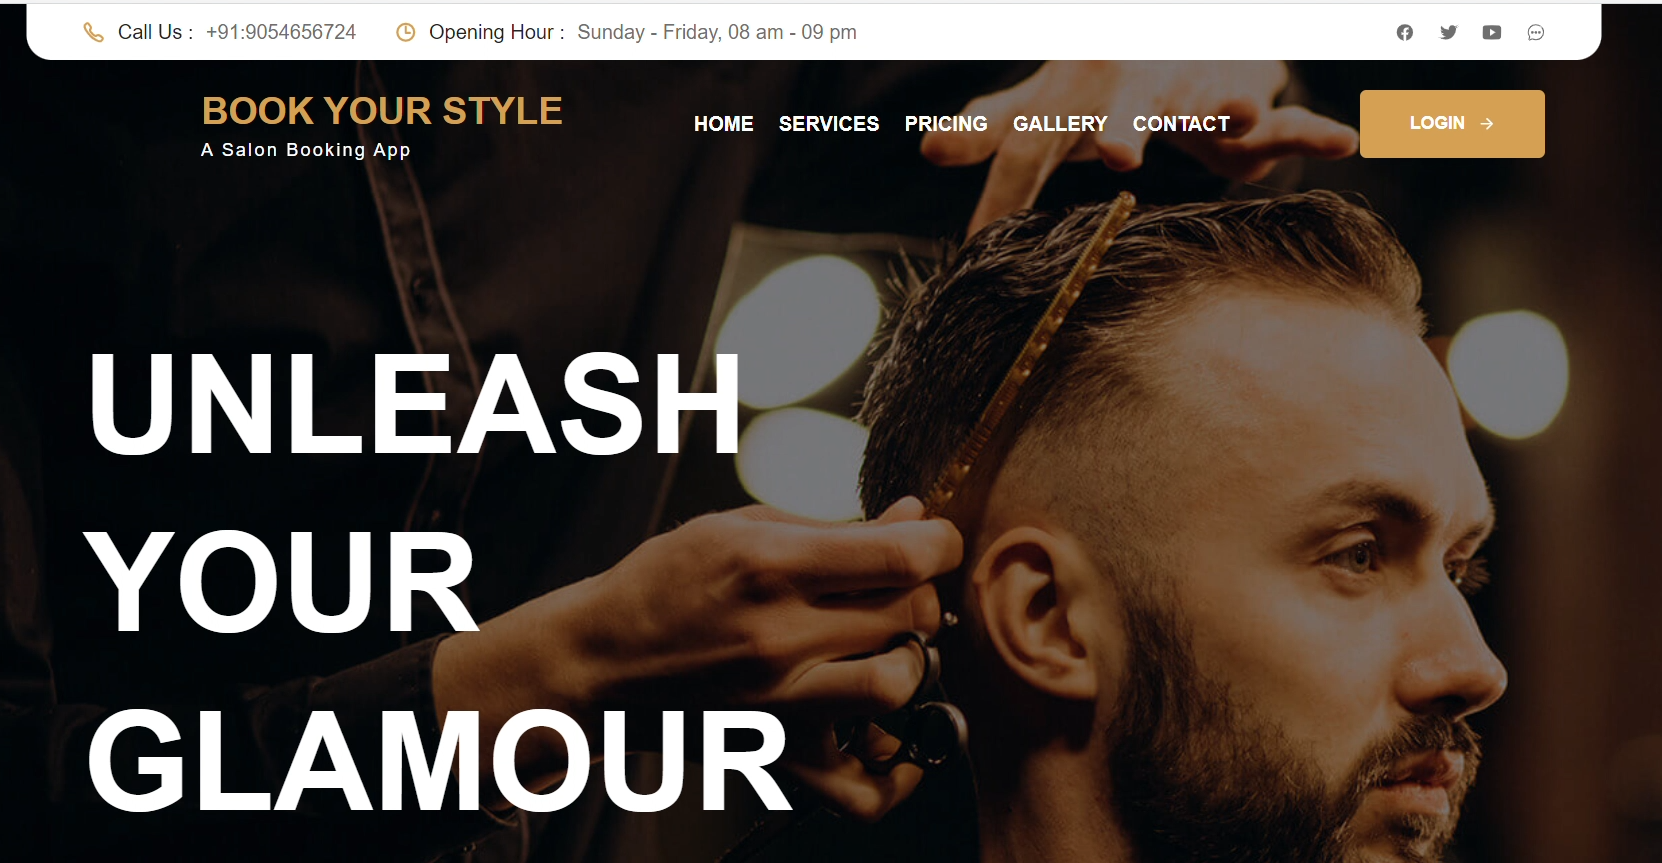 Call Us : +91:9054656724 Opening Hour : Sunday - Friday, 08 am - 09 pm
BOOK YOUR STYLE
A Salon Booking App
HOME SERVICES PRICING GALLERY CONTACT
LOGIN
UNLEASH
YOUR
GLAMOUR